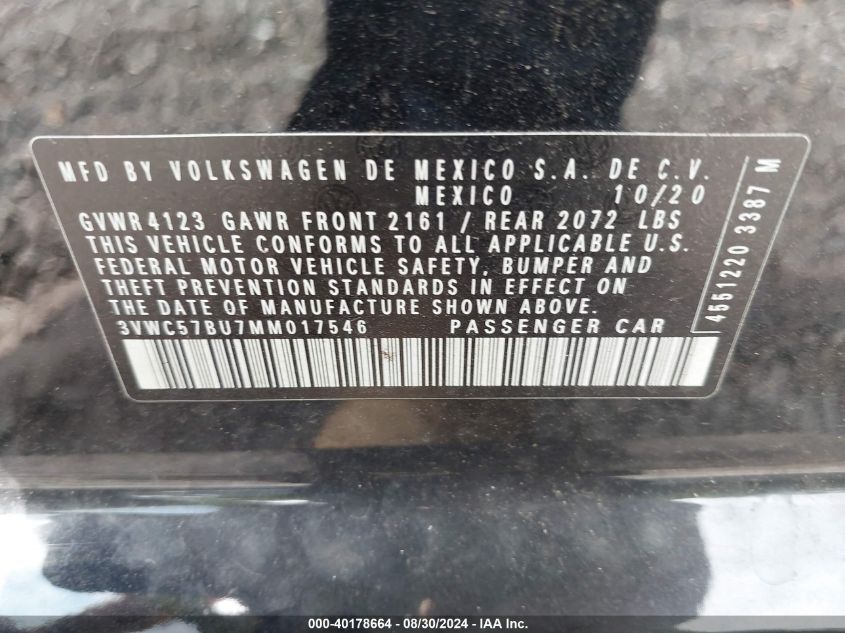 MFD BY VOLKSWAGEN DE MEXICO S.A. DE C.V.
MEXICO 10/20
GVWR 4123 GAWR FRONT 2161 / REAR 2072 LBS
THIS VEHICLE CONFORMS TO ALL APPLICABLE U.S.
FEDERAL MOTOR VEHICLE SAFETY, BUMPER AND
THEFT PREVENTION STANDARDS IN EFFECT ON
THE DATE OF MANUFACTURE SHOWN ABOVE.
3VWC57BU7MM017546 PASSENGER CAR
4551220 3387 M
000-40178664 - 08/30/2024 - IAA Inc.